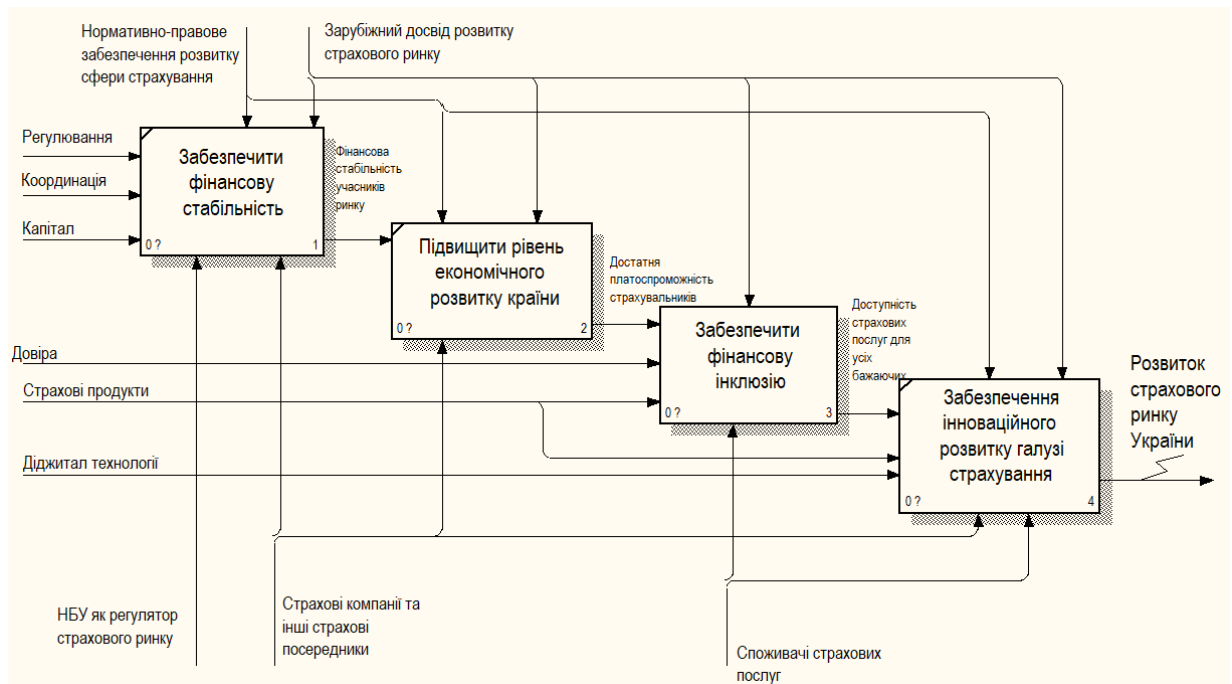 Нормативно-правове
забезпечення розвитку
сфери страхування
Зарубіжний досвід розвитку
страхового ринку
Регулювання
Координація
Капітал
Забезпечити
фінансову
стабільність
0 ?
1
Фінансова
стабільність
учасників
ринку
Підвищити рівень
економічного
розвитку країни
0 ?
2
Достатня
платоспроможність
страхувальників
Довіра
Страхові продукти
Діджитал технології
Забезпечити
фінансову
інклюзію
0 ?
3
Доступність
страхових
послуг для
усіх
бажаючих
Забезпечення
інноваційного
розвитку галузі
страхування
0 ?
4
Розвиток
страхового
ринку
України
НБУ як регулятор
страхового ринку
Страхові компанії та
інші страхові
посередники
Споживачі страхових
послуг